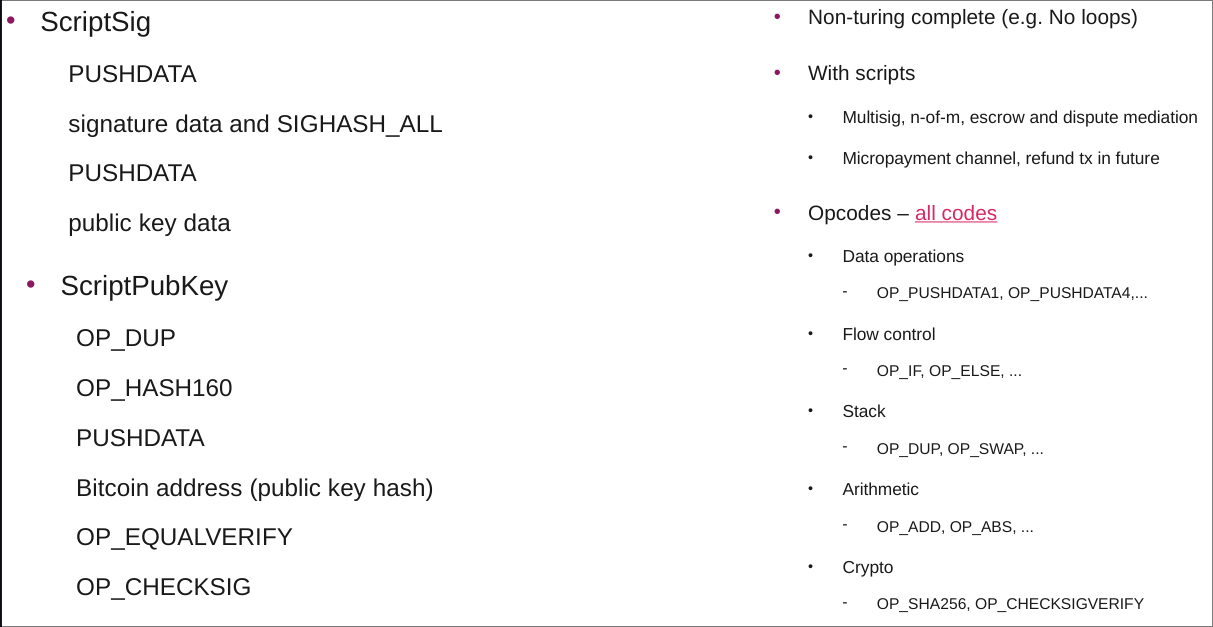 • ScriptSig
PUSHDATA
signature data and SIGHASH_ALL
PUSHDATA
public key data
• ScriptPubKey
OP_DUP
OP_HASH160
PUSHDATA
Bitcoin address (public key hash)
OP_EQUALVERIFY
OP_CHECKSIG
• Non-turing complete (e.g. No loops)
• With scripts
• Multisig, n-of-m, escrow and dispute mediation
• Micropayment channel, refund tx in future
• Opcodes – all codes
• Data operations
- OP_PUSHDATA1, OP_PUSHDATA4,...
• Flow control
- OP_IF, OP_ELSE, ...
• Stack
- OP_DUP, OP_SWAP, ...
• Arithmetic
- OP_ADD, OP_ABS, ...
• Crypto
- OP_SHA256, OP_CHECKSIGVERIFY